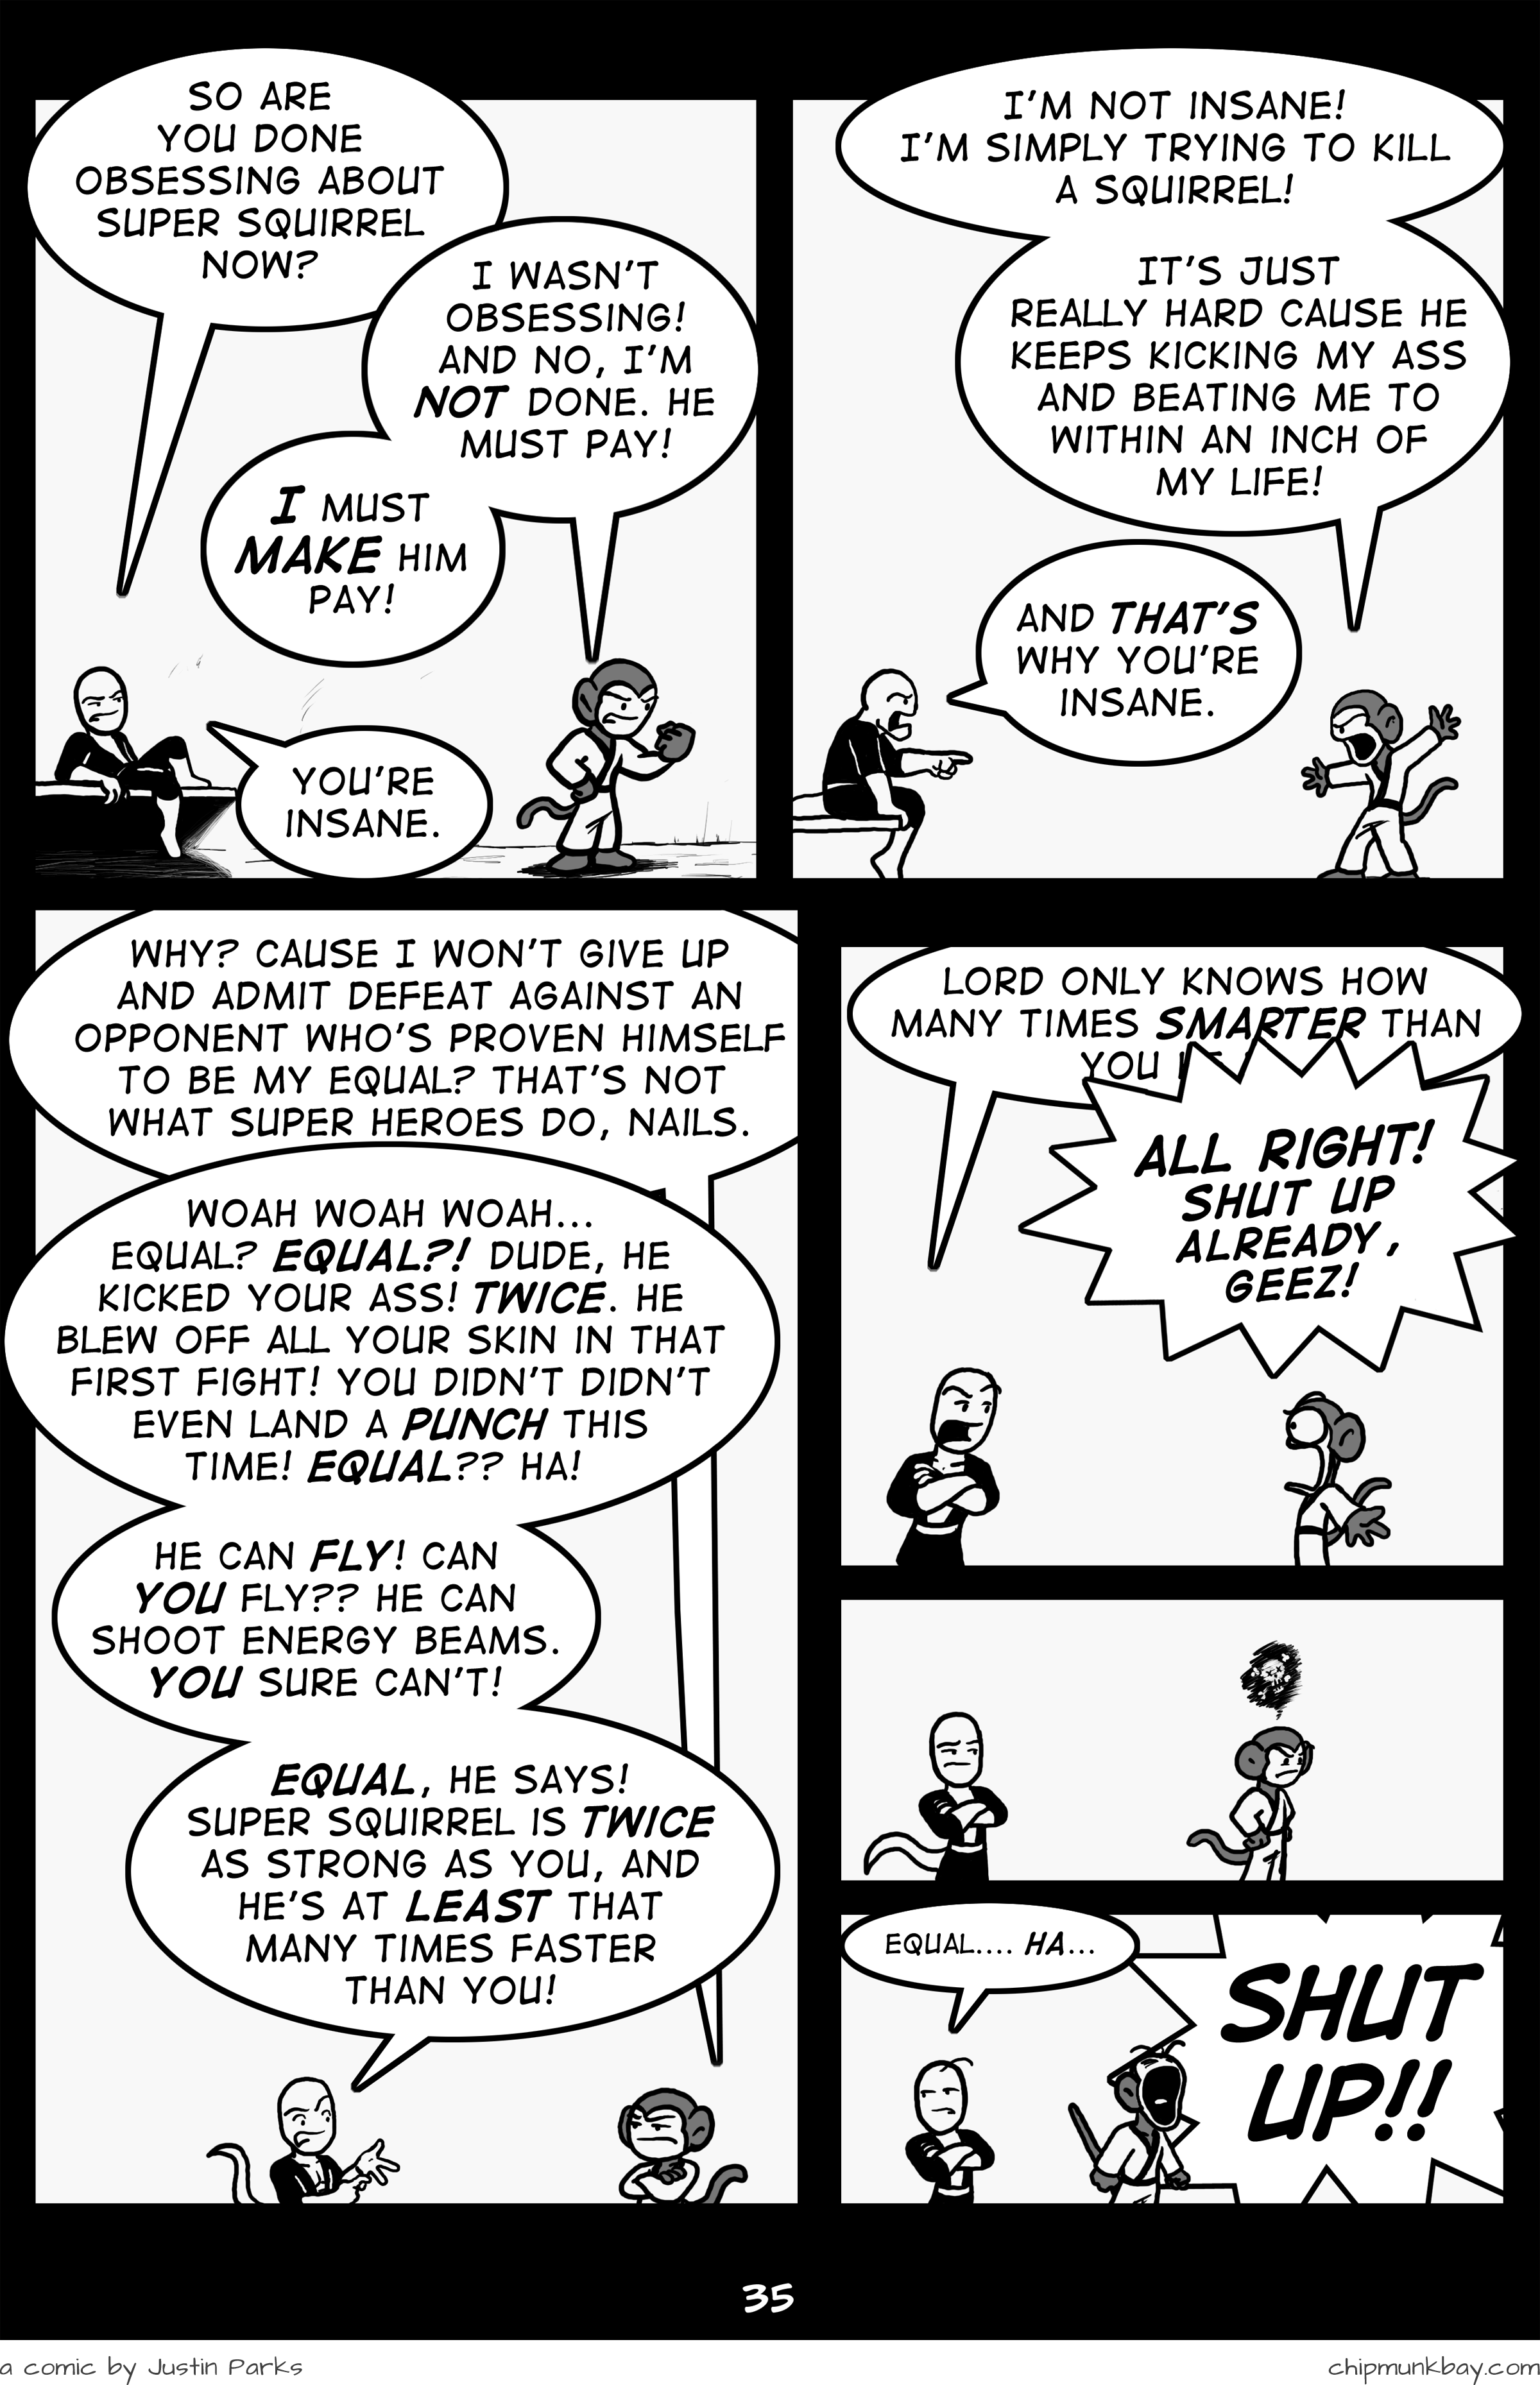 SO ARE
YOU DONE
OBSESSING ABOUT
SUPER SQUIRREL
NOW?
I WASN'T
OBSESSING!
AND NO, I'M
NOT DONE. HE
MUST PAY!
I MUST
MAKE HIM
PAY!
YOU'RE
INSANE.
I'M NOT INSANE!
I'M SIMPLY TRYING TO KILL
A SQUIRREL!
IT'S JUST
REALLY HARD CAUSE HE
KEEPS KICKING MY ASS
AND BEATING ME TO
WITHIN AN INCH OF
MY LIFE!
AND THAT'S
WHY YOU'RE
INSANE.
WHY? CAUSE I WON'T GIVE UP
AND ADMIT DEFEAT AGAINST AN
OPPONENT WHO'S PROVEN HIMSELF
TO BE MY EQUAL? THAT'S NOT
WHAT SUPER HEROES DO, NAILS.
WOAH WOAH WOAH...
EQUAL? EQUAL?! DUDE, HE
KICKED YOUR ASS! TWICE. HE
BLEW OFF ALL YOUR SKIN IN THAT
FIRST FIGHT! YOU DIDN'T DIDN'T
EVEN LAND A PUNCH THIS
TIME! EQUAL?? HA!
HE CAN FLY! CAN
YOU FLY?? HE CAN
SHOOT ENERGY BEAMS.
YOU SURE CAN'T!
EQUAL, HE SAYS!
SUPER SQUIRREL IS TWICE
AS STRONG AS YOU, AND
HE'S AT LEAST THAT
MANY TIMES FASTER
THAN YOU!
LORD ONLY KNOWS HOW
MANY TIMES SMARTER THAN
YOU
ALL RIGHT!
SHUT UP
ALREADY,
GEEZ!
EQUAL.... HA...
SHUT
UP!!
35
a comic by Justin Parks
chipmunkbay.com